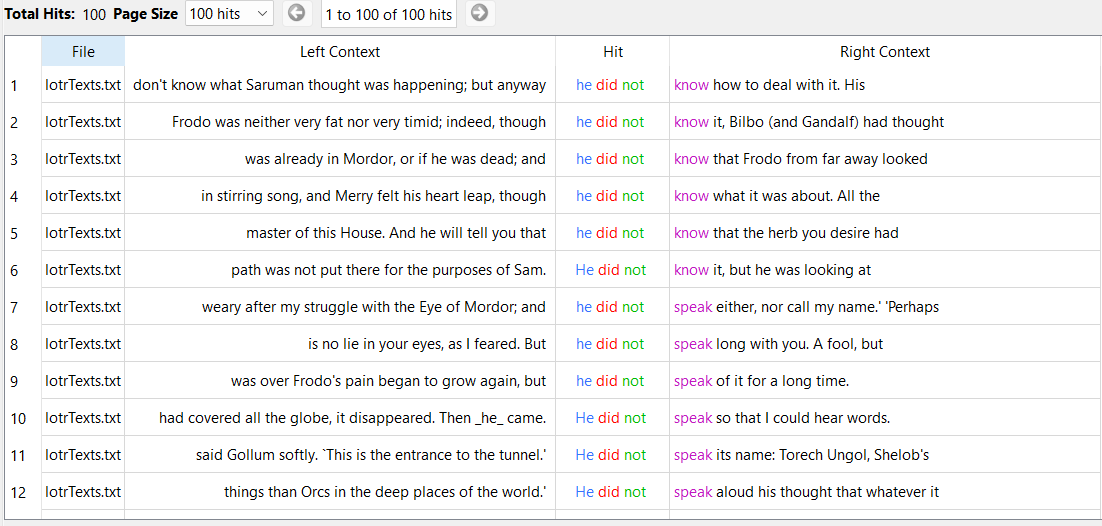 Total Hits: 100 Page Size 100 hits 1 to 100 of 100 hits
File Left Context Hit Right Context
1 lotrTexts.txt don't know what Saruman thought was happening; but anyway he did not know how to deal with it. His
2 lotrTexts.txt Frodo was neither very fat nor very timid; indeed, though he did not know it, Bilbo (and Gandalf) had thought
3 lotrTexts.txt was already in Mordor, or if he was dead; and he did not know that Frodo from far away looked
4 lotrTexts.txt in stirring song, and Merry felt his heart leap, though he did not know what it was about. All the
5 lotrTexts.txt master of this House. And he will tell you that he did not know that the herb you desire had
6 lotrTexts.txt path was not put there for the purposes of Sam. He did not know it, but he was looking at
7 lotrTexts.txt weary after my struggle with the Eye of Mordor; and he did not speak either, nor call my name.' 'Perhaps
8 lotrTexts.txt is no lie in your eyes, as I feared. But he did not speak long with you. A fool, but
9 lotrTexts.txt was over Frodo's pain began to grow again, but he did not speak of it for a long time.
10 lotrTexts.txt had covered all the globe, it disappeared. Then _he_ came. He did not speak so that I could hear words.
11 lotrTexts.txt said Gollum softly. `This is the entrance to the tunnel.' He did not speak its name: Torech Ungol, Shelob's
12 lotrTexts.txt things than Orcs in the deep places of the world.' He did not speak aloud his thought that whatever it